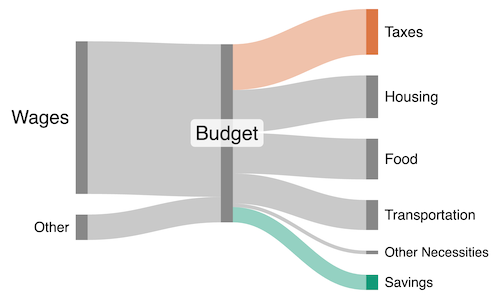 Taxes
Housing
Wages
Budget
Food
Transportation
Other
Other Necessities
Savings